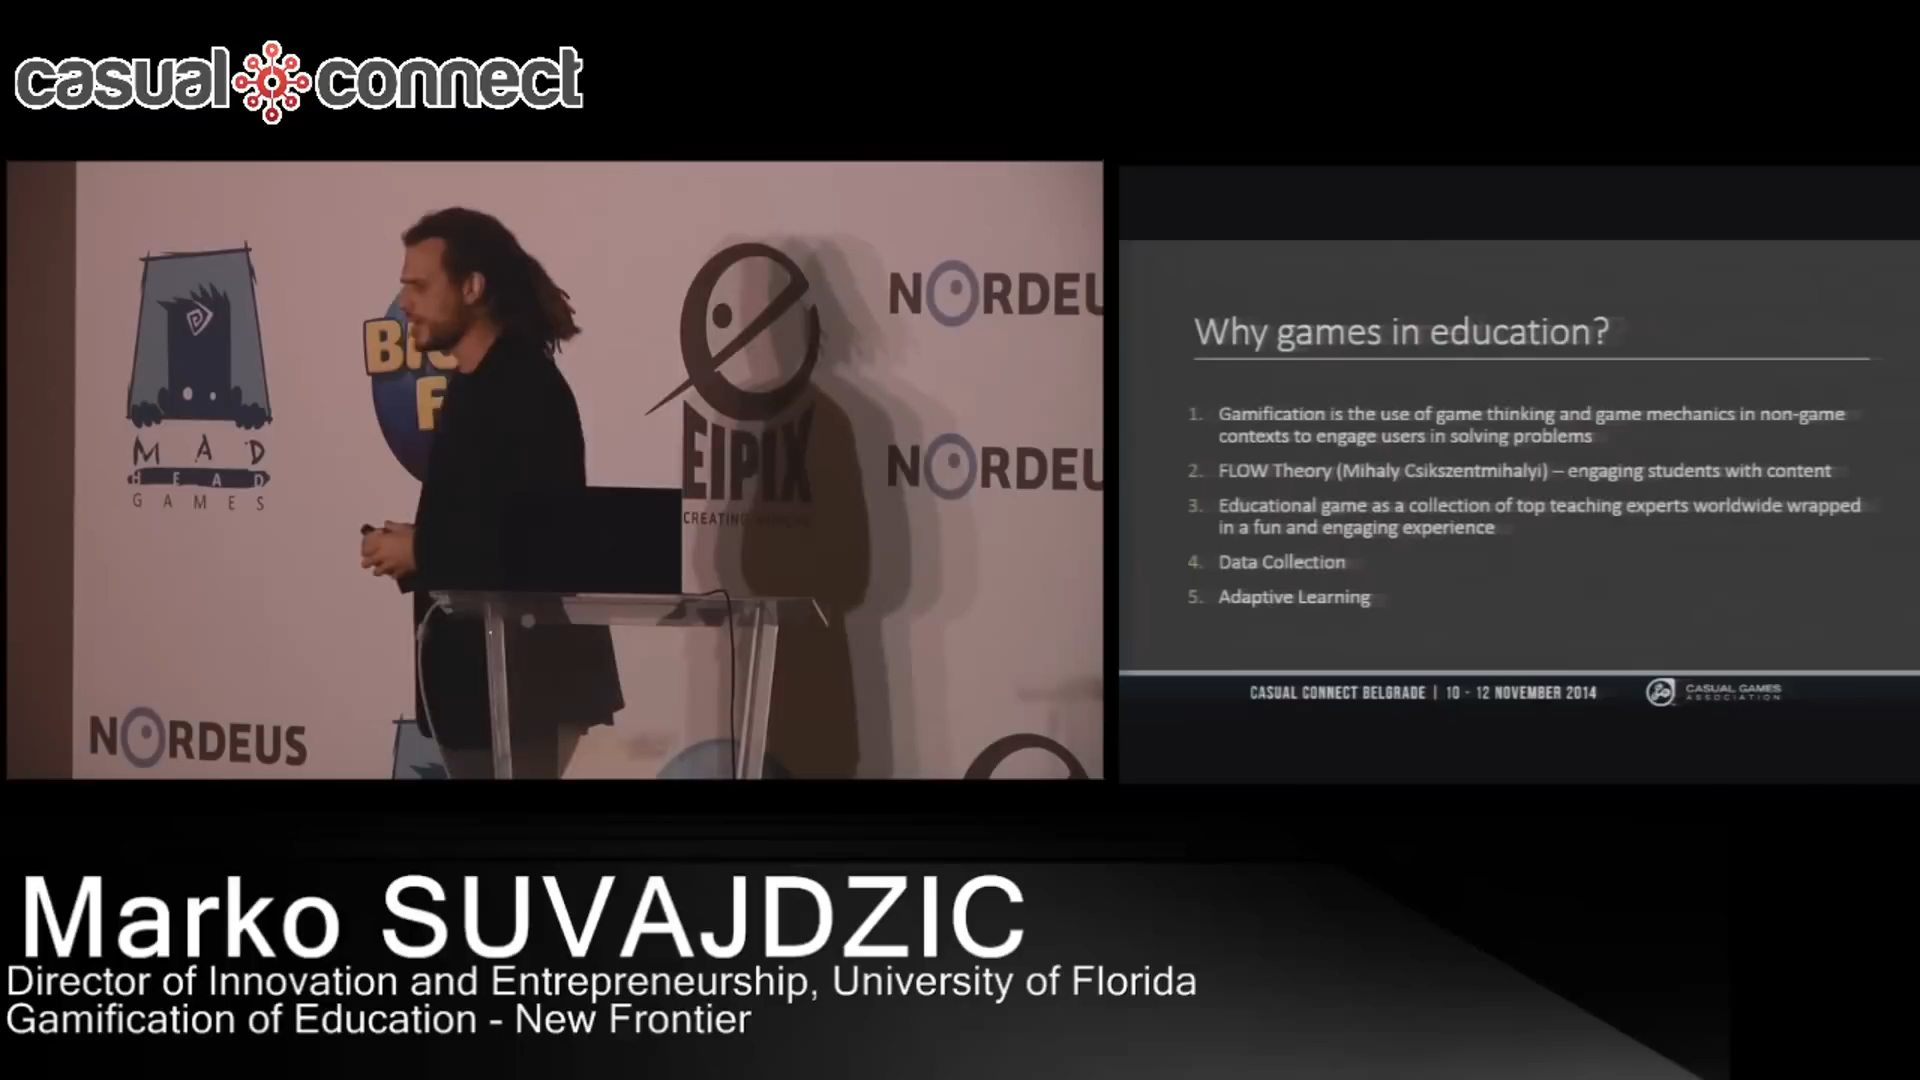 casual connect
MAD
HEAD
GAMES
BI
F
EIPIX
CREATING
NORDEU
NORDEU
NORDEUS
Why games in education?
1. Gamification is the use of game thinking and game mechanics in non-game
contexts to engage users in solving problems
2. FLOW Theory (Mihaly Csikszentmihalyi) – engaging students with content
3. Educational game as a collection of top teaching experts worldwide wrapped
in a fun and engaging experience
4. Data Collection
5. Adaptive Learning
CASUAL CONNECT BELGRADE | 10 - 12 NOVEMBER 2014
CASUAL GAMES
ASSOCIATION
Marko SUVAJDZIC
Director of Innovation and Entrepreneurship, University of Florida
Gamification of Education - New Frontier